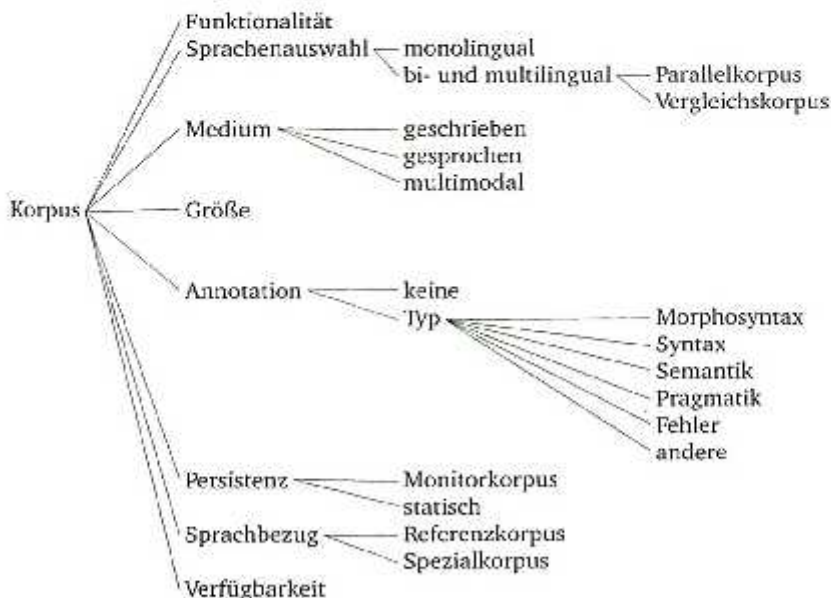 Funktionalität
Sprachenauswahl monolingual
bi- und multilingual Parallelkorpus
Vergleichskorpus
Medium geschrieben
gesprochen
multimodal
Korpus Größe
Annotation keine
Typ Morphosyntax
Syntax
Semantik
Pragmatik
Fehler
andere
Persistenz Monitorkorpus
statisch
Sprachbezug Referenzkorpus
Spezialkorpus
Verfügbarkeit